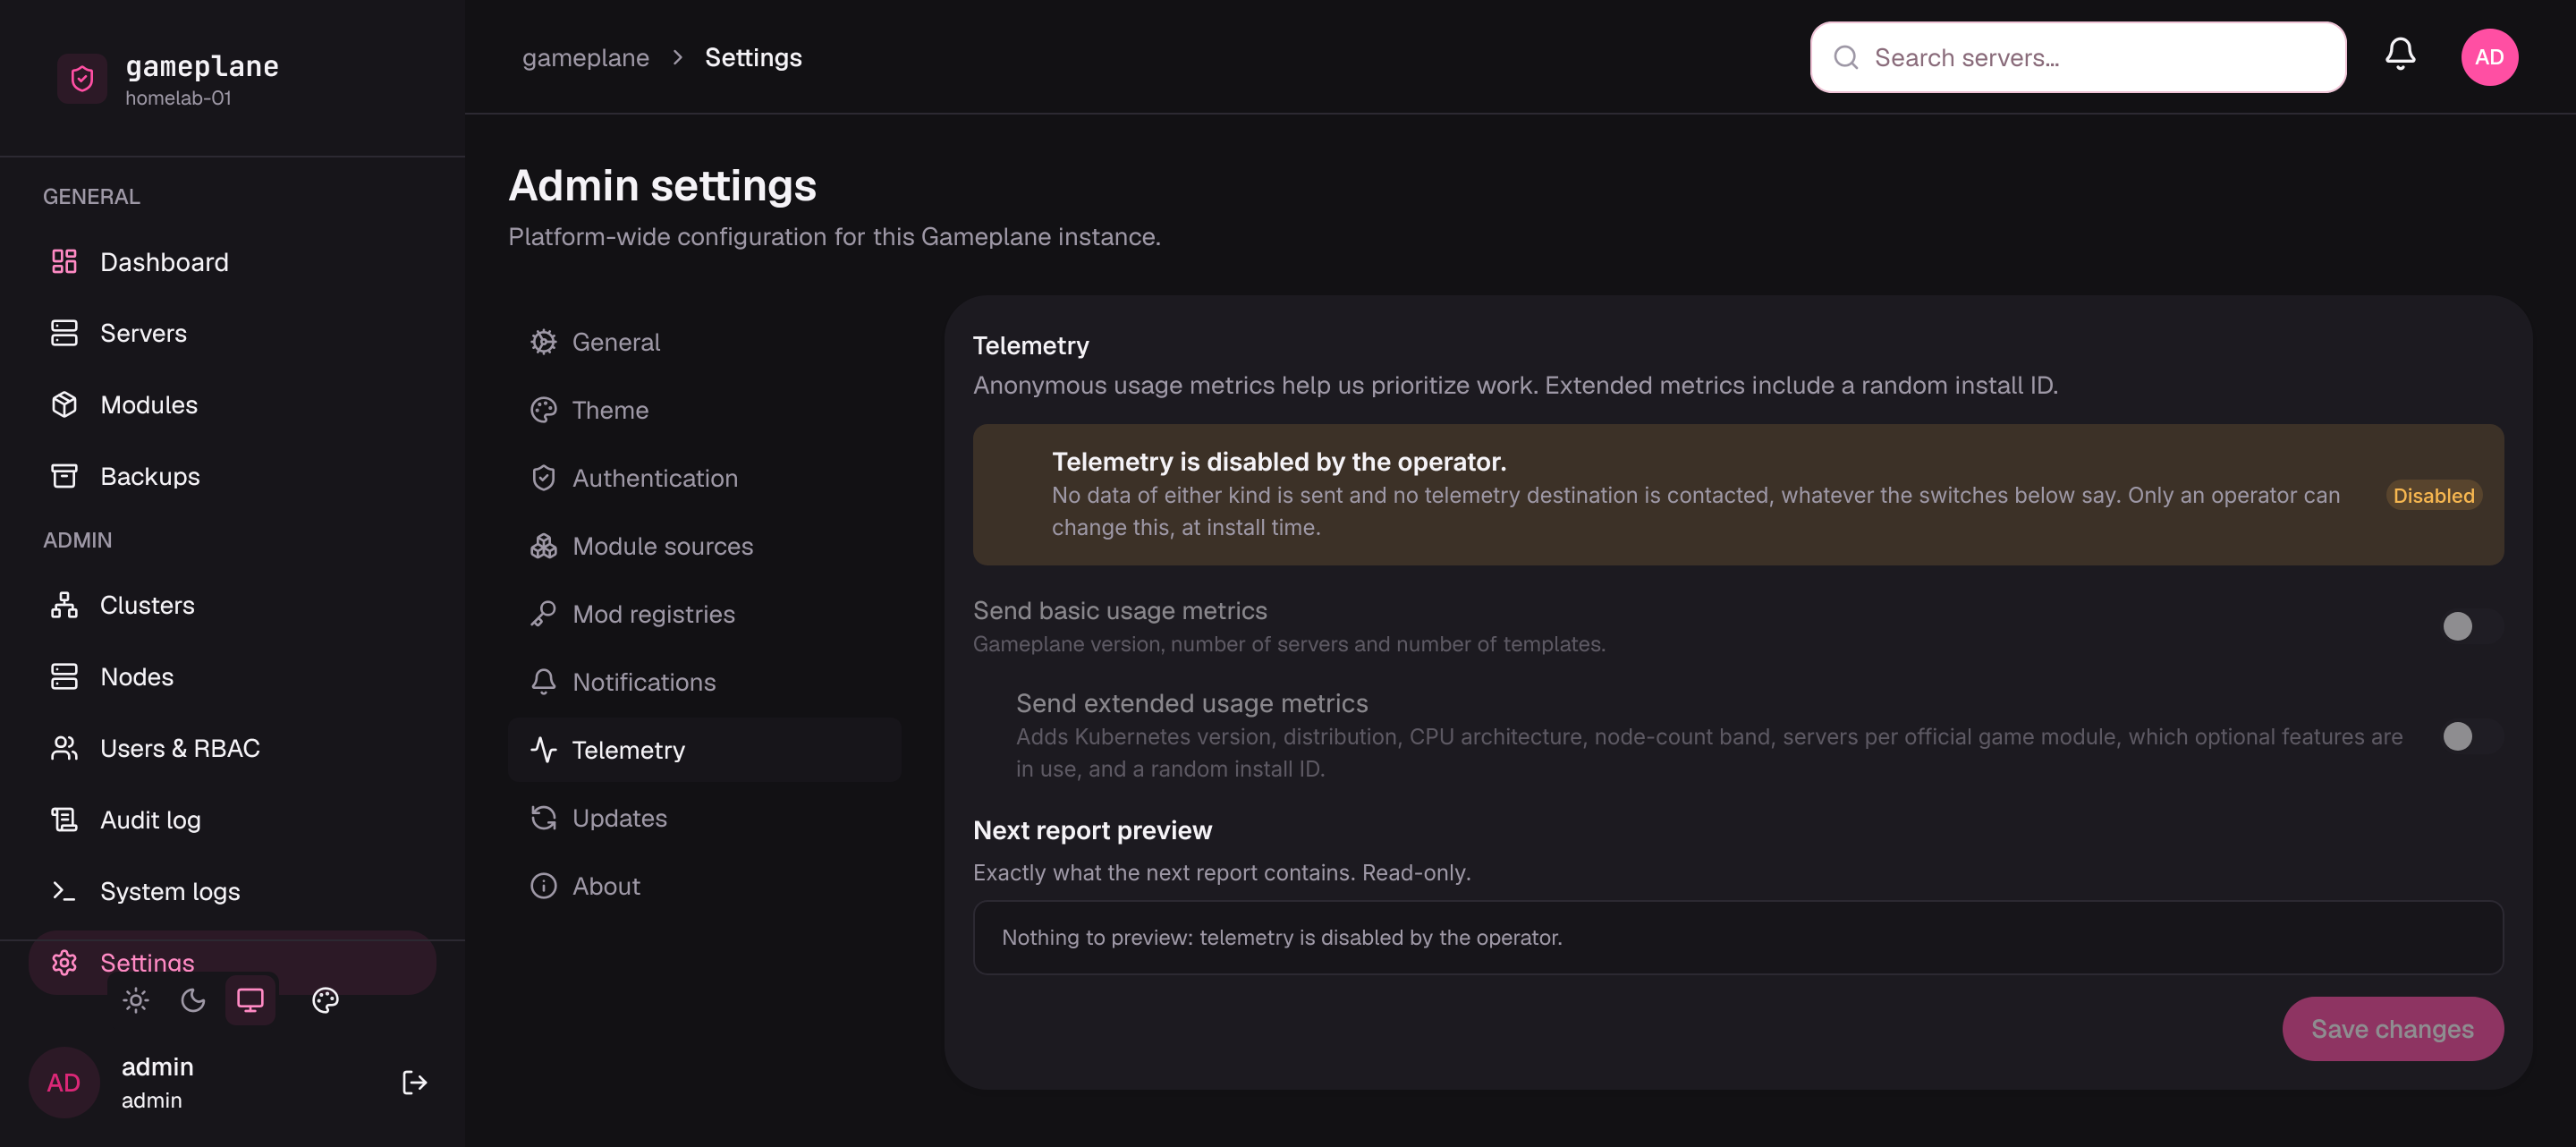 gameplane
homelab-01
GENERAL
Dashboard
Servers
Modules
Backups
ADMIN
Clusters
Nodes
Users & RBAC
Audit log
System logs
Settings
AD
admin
admin
gameplane
Settings
Search servers...
AD
Admin settings
Platform-wide configuration for this Gameplane instance.
General
Theme
Authentication
Module sources
Mod registries
Notifications
Telemetry
Updates
About
Telemetry
Anonymous usage metrics help us prioritize work. Extended metrics include a random install ID.
Telemetry is disabled by the operator.
No data of either kind is sent and no telemetry destination is contacted, whatever the switches below say. Only an operator can
change this, at install time.
Disabled
Send basic usage metrics
Gameplane version, number of servers and number of templates.
Send extended usage metrics
Adds Kubernetes version, distribution, CPU architecture, node-count band, servers per official game module, which optional features are
in use, and a random install ID.
Next report preview
Exactly what the next report contains. Read-only.
Nothing to preview: telemetry is disabled by the operator.
Save changes